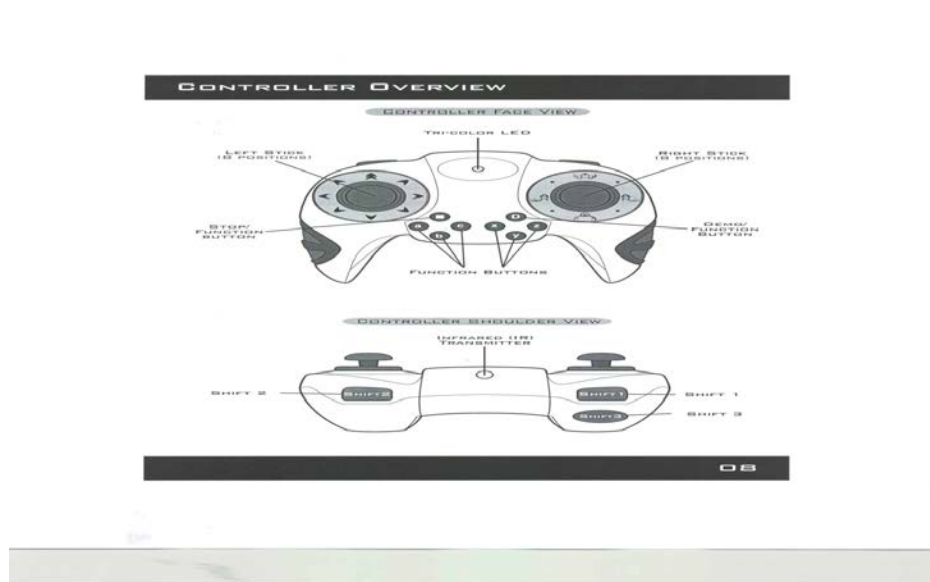 CONTROLLER OVERVIEW
CONTROLLER FACE VIEW
TRI-COLOR LED
LEFT STICK
(8 POSITIONS)
RIGHT STICK
(8 POSITIONS)
STOP/
FUNCTION
BUTTON
DEMO/
FUNCTION
BUTTON
a
b
c
x
y
z
D
FUNCTION BUTTONS
CONTROLLER SHOULDER VIEW
INFRARED (IR)
TRANSMITTER
SHIFT 2
SHIFT2
SHIFT1
SHIFT 1
SHIFT3
SHIFT 3
08